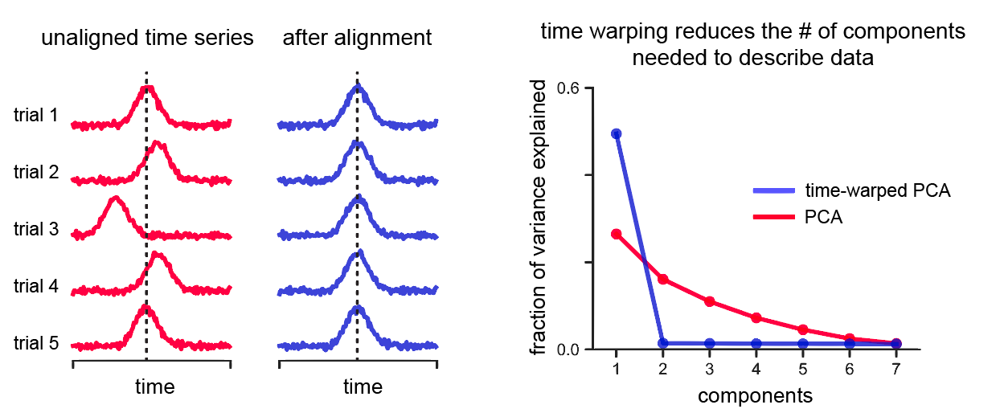 unaligned time series
after alignment
trial 1
trial 2
trial 3
trial 4
trial 5
time
time
time warping reduces the # of components
needed to describe data
fraction of variance explained
0.6
0.0
time-warped PCA
PCA
1 2 3 4 5 6 7
components